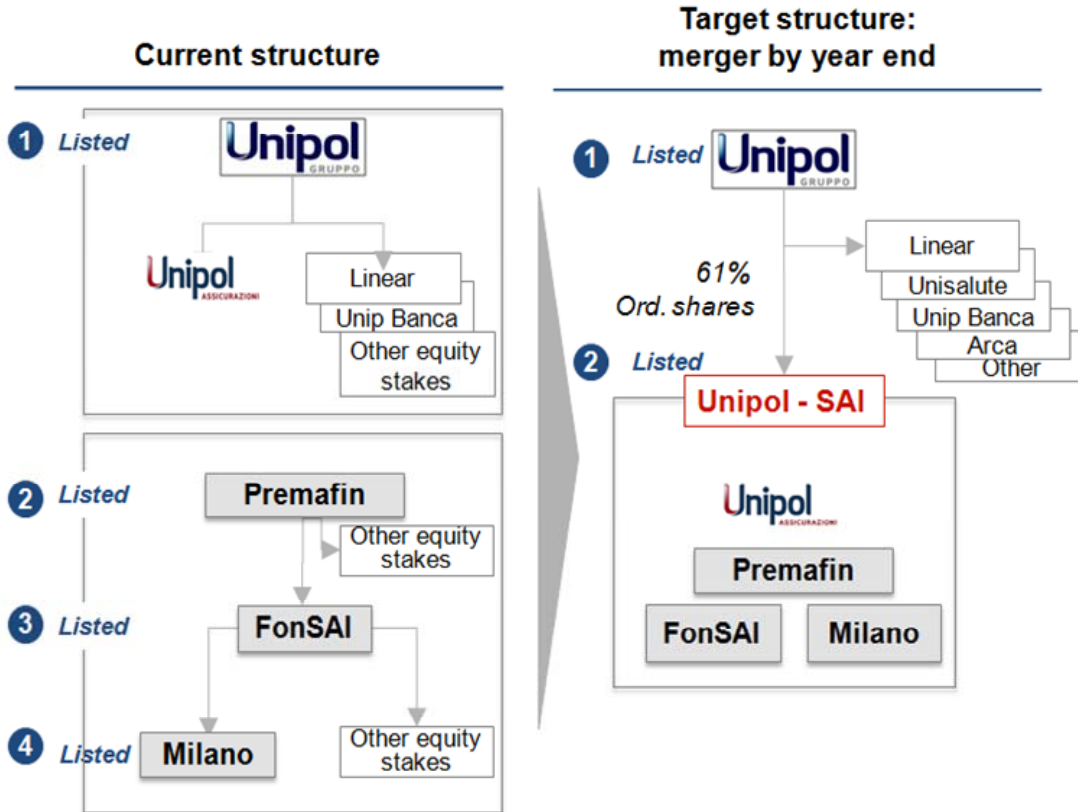 Current structure
1 Listed
Unipol
GRUPPO
Unipol
ASSICURAZIONI
Linear
Unip Banca
Other equity
stakes
2 Listed
Premafin
Other equity
stakes
3 Listed
FonSAI
4 Listed
Milano
Other equity
stakes
Target structure:
merger by year end
1 Listed
Unipol
GRUPPO
61%
Ord. shares
Linear
Unisalute
Unip Banca
Arca
Other
2 Listed
Unipol - SAI
Unipol
ASSICURAZIONI
Premafin
FonSAI
Milano